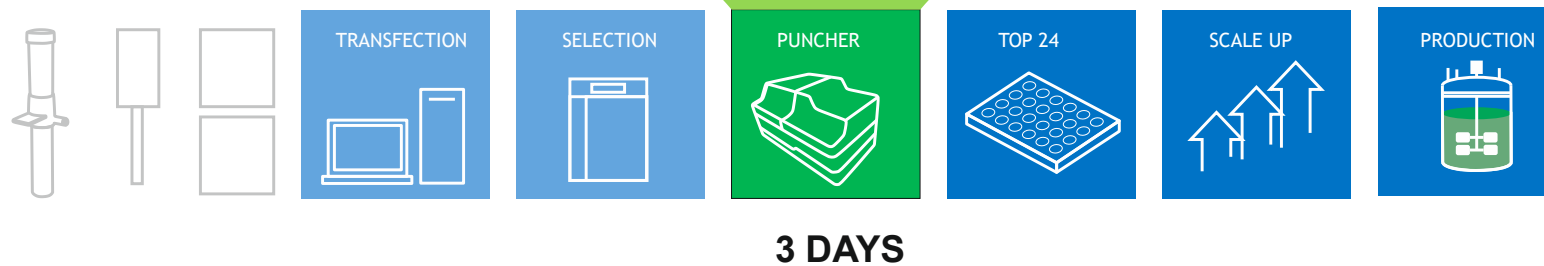 TRANSFECTION
SELECTION
PUNCHER
TOP 24
SCALE UP
PRODUCTION
3 DAYS